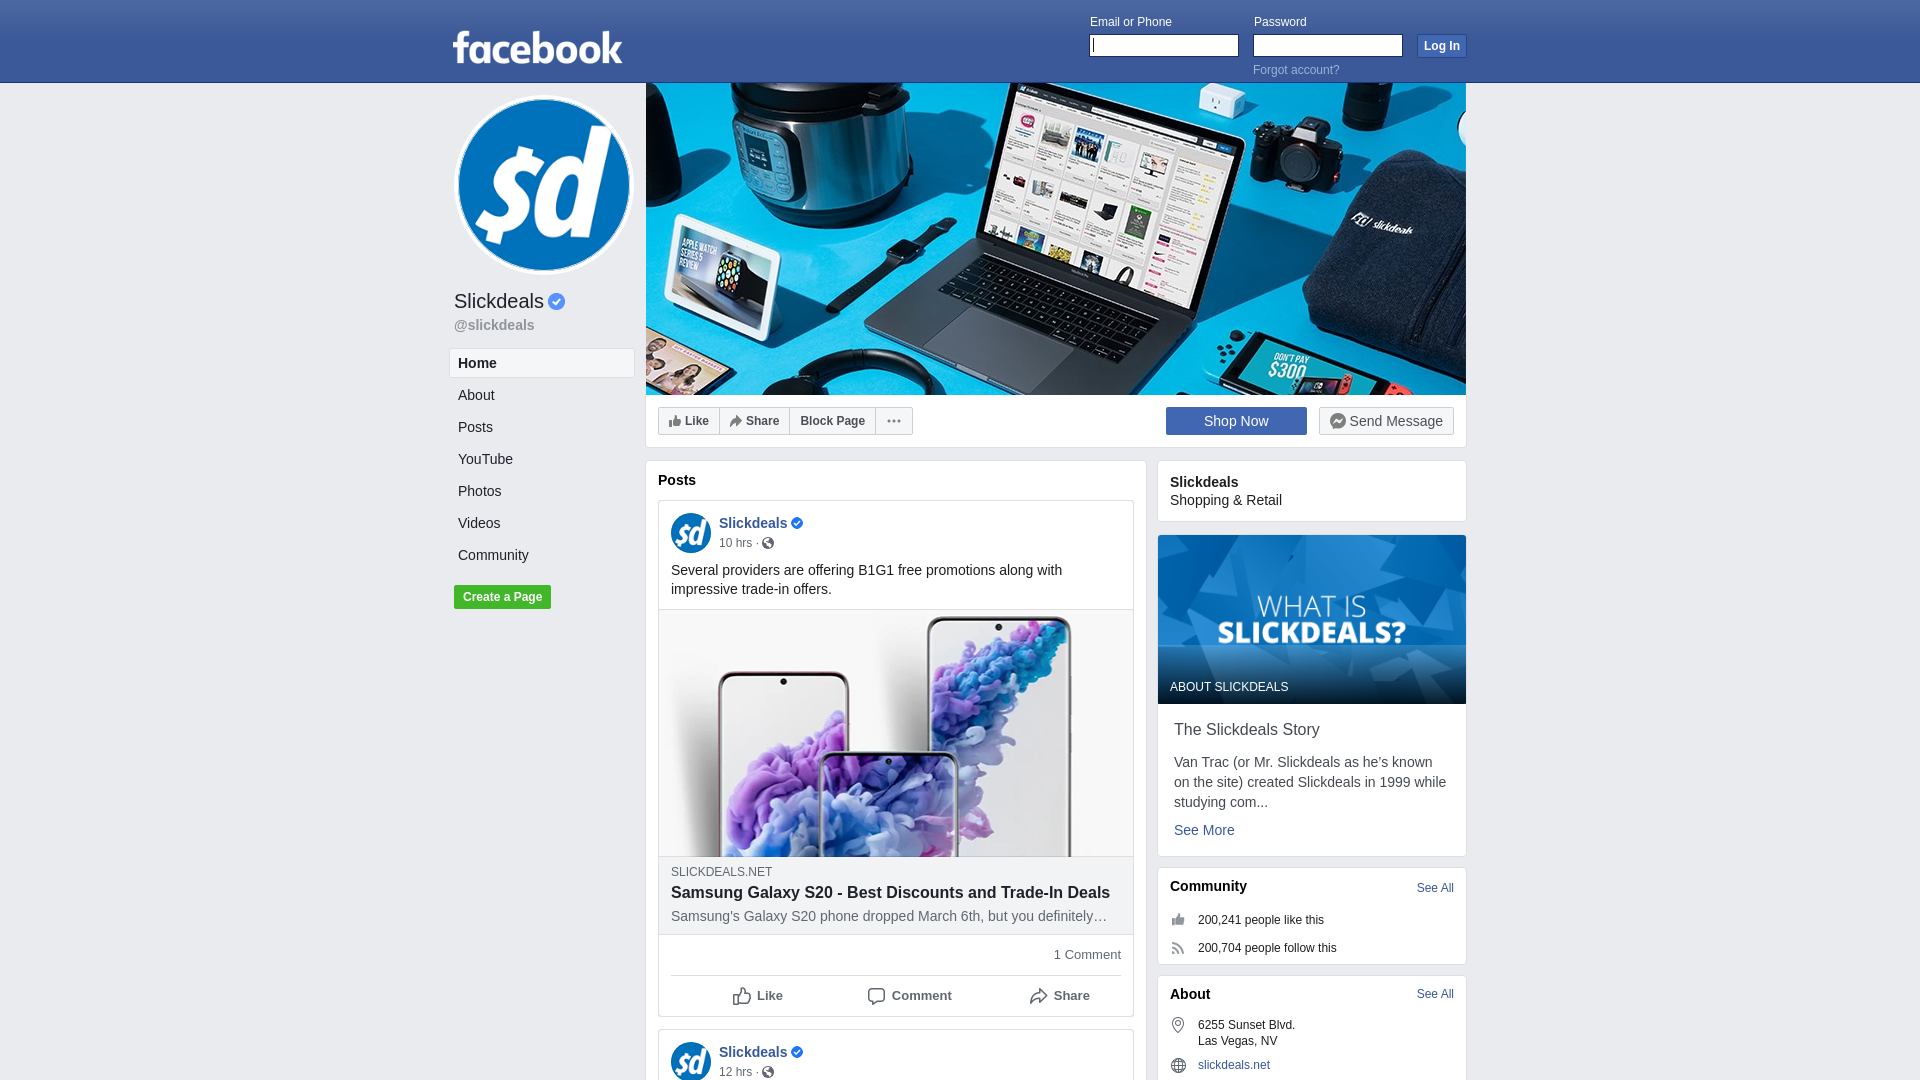 facebook
Email or Phone
Password
Log In
Forgot account?
$d
Slickdeals
@slickdeals
Home
About
Posts
YouTube
Photos
Videos
Community
Create a Page
APPLE WATCH
SERIES 5
REVIEW
slickdeals
DON'T PAY
$300
Like
Share
Block Page
Shop Now
Send Message
Posts
$d
Slickdeals
10 hrs ·
Several providers are offering B1G1 free promotions along with
impressive trade-in offers.
SLICKDEALS.NET
Samsung Galaxy S20 - Best Discounts and Trade-In Deals
Samsung's Galaxy S20 phone dropped March 6th, but you definitely…
1 Comment
Like
Comment
Share
$d
Slickdeals
12 hrs ·
Slickdeals
Shopping & Retail
WHAT IS
SLICKDEALS?
ABOUT SLICKDEALS
The Slickdeals Story
Van Trac (or Mr. Slickdeals as he’s known
on the site) created Slickdeals in 1999 while
studying com...
See More
Community
See All
200,241 people like this
200,704 people follow this
About
See All
6255 Sunset Blvd.
Las Vegas, NV
slickdeals.net